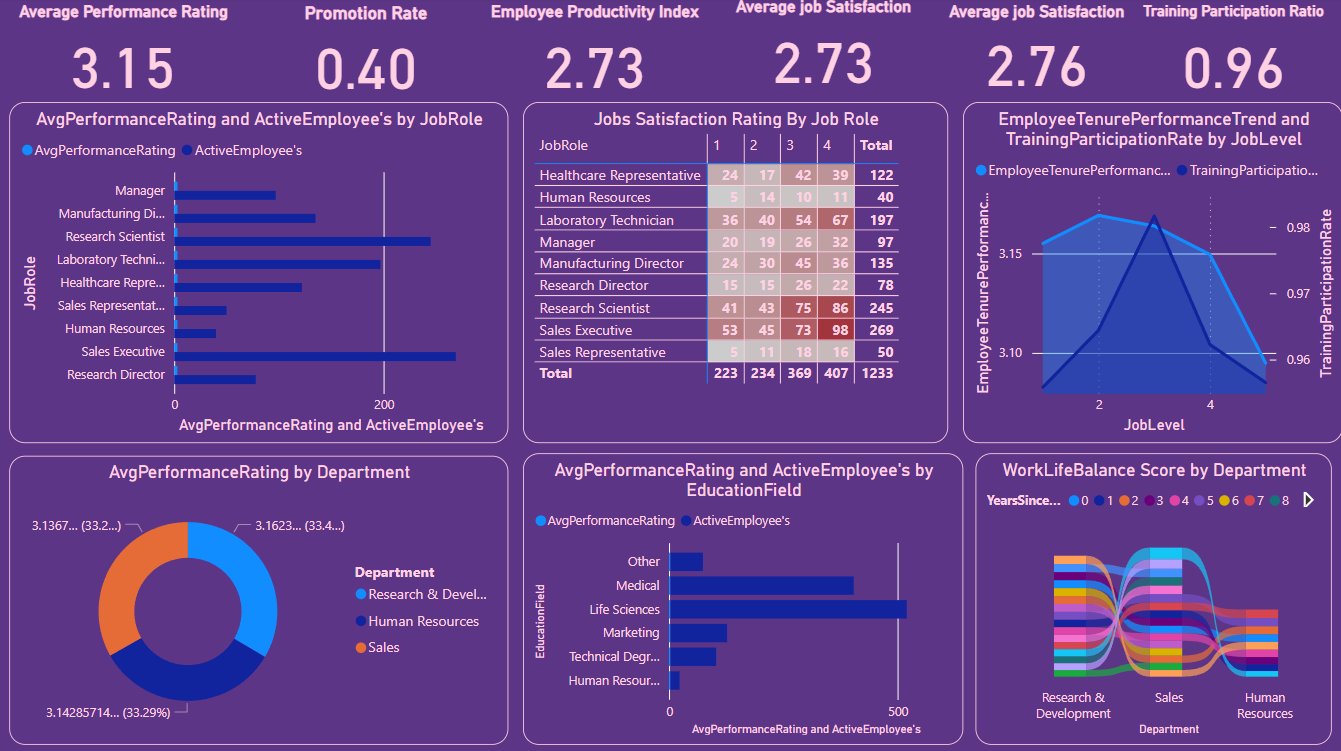 Average Performance Rating
3.15
Promotion Rate
0.40
Employee Productivity Index
2.73
Average job Satisfaction
2.73
Average job Satisfaction
2.76
Training Participation Ratio
0.96
AvgPerformanceRating and ActiveEmployee's by JobRole
AvgPerformanceRating ActiveEmployee's
JobRole
Manager
Manufacturing Di...
Research Scientist
Laboratory Techni...
Healthcare Repre...
Sales Representat...
Human Resources
Sales Executive
Research Director
0 200
AvgPerformanceRating and ActiveEmployee's
Jobs Satisfaction Rating By Job Role
JobRole 1 2 3 4 Total
Healthcare Representative 24 17 42 39 122
Human Resources 5 14 10 11 40
Laboratory Technician 36 40 54 67 197
Manager 20 19 26 32 97
Manufacturing Director 24 30 45 36 135
Research Director 15 15 26 22 78
Research Scientist 41 43 75 86 245
Sales Executive 53 45 73 98 269
Sales Representative 5 11 18 16 50
Total 223 234 369 407 1233
EmployeeTenurePerformanceTrend and
TrainingParticipationRate by JobLevel
EmployeeTenurePerformanc... TrainingParticipatio...
EmployeeTenurePerformanc...
3.15
3.10
0.98
0.97
0.96
TrainingParticipationRate
2 4
JobLevel
AvgPerformanceRating by Department
3.1367... (33.2...)
3.1623... (33.4...)
3.14285714... (33.29%)
Department
Research & Devel...
Human Resources
Sales
AvgPerformanceRating and ActiveEmployee's by
EducationField
AvgPerformanceRating ActiveEmployee's
EducationField
Other
Medical
Life Sciences
Marketing
Technical Degr...
Human Resour...
0 500
AvgPerformanceRating and ActiveEmployee's
WorkLifeBalance Score by Department
YearsSince... 0 1 2 3 4 5 6 7 8
Research &
Development
Sales
Human
Resources
Department